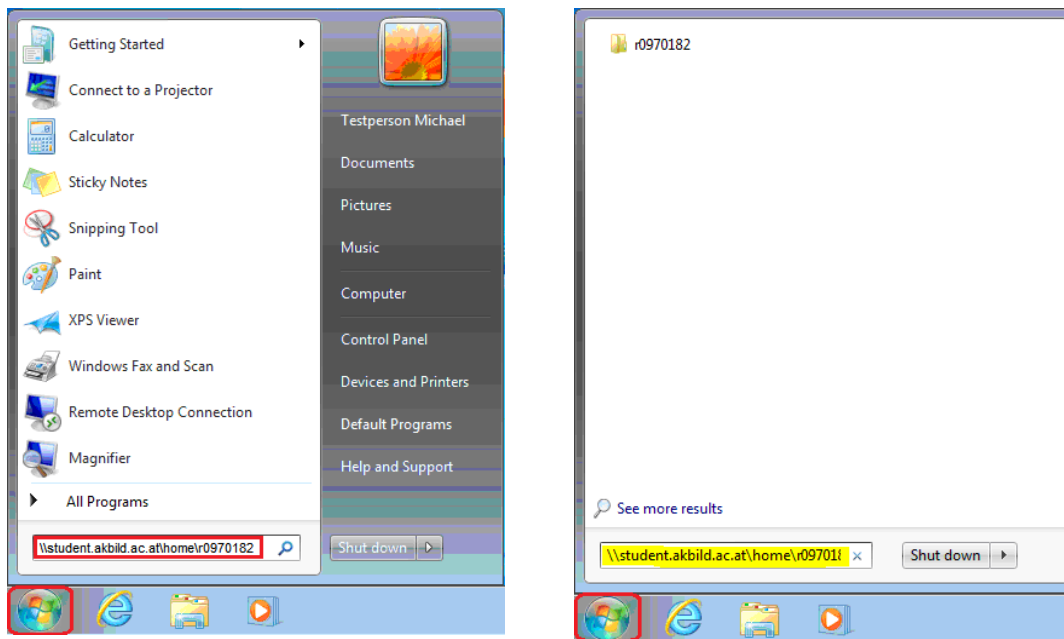 Getting Started
Connect to a Projector
Calculator
Sticky Notes
Snipping Tool
Paint
XPS Viewer
Windows Fax and Scan
Remote Desktop Connection
Magnifier
All Programs
\\student.akbild.ac.at\home\r0970182
Testperson Michael
Documents
Pictures
Music
Computer
Control Panel
Devices and Printers
Default Programs
Help and Support
Shut down
r0970182
See more results
\\student.akbild.ac.at\home\r097018
Shut down